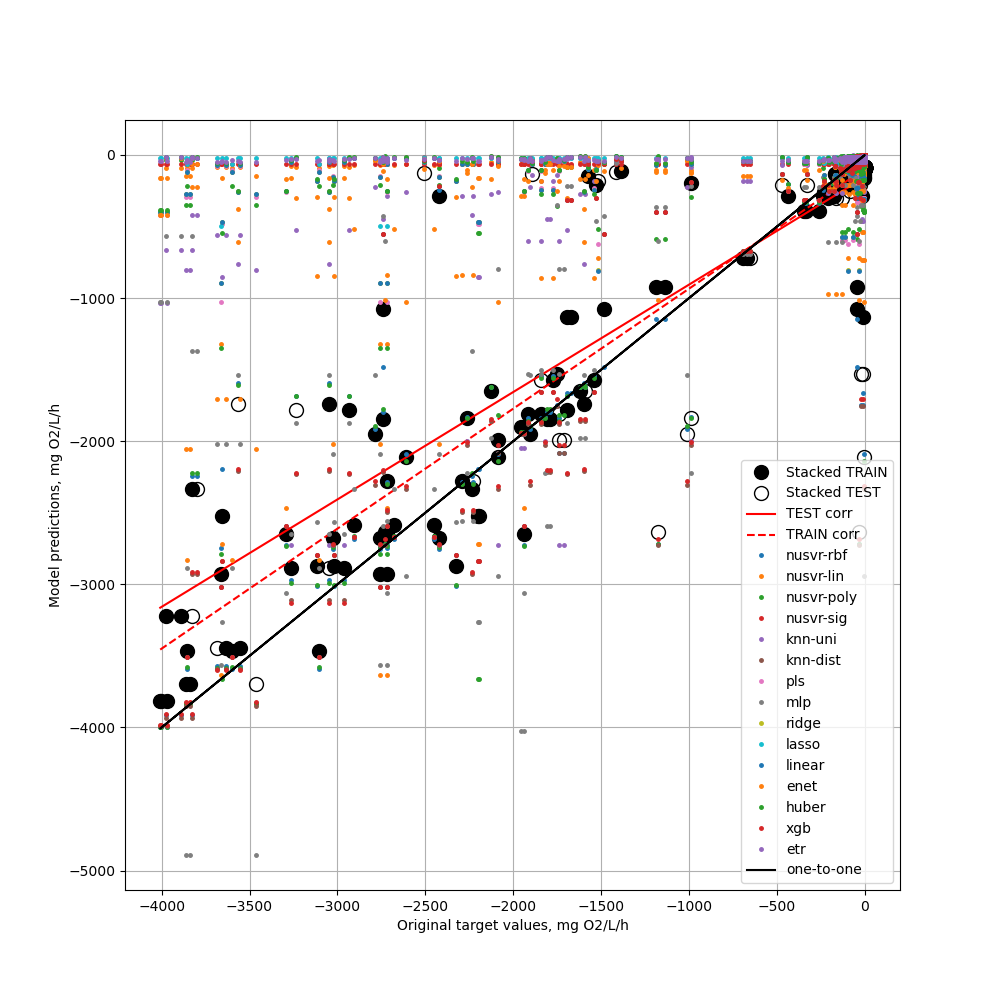 0
−1000
−2000
−3000
−4000
−5000
Model predictions, mg O2/L/h
−4000 −3500 −3000 −2500 −2000 −1500 −1000 −500 0
Original target values, mg O2/L/h
Stacked TRAIN
Stacked TEST
TEST corr
TRAIN corr
nusvr-rbf
nusvr-lin
nusvr-poly
nusvr-sig
knn-uni
knn-dist
pls
mlp
ridge
lasso
linear
enet
huber
xgb
etr
one-to-one